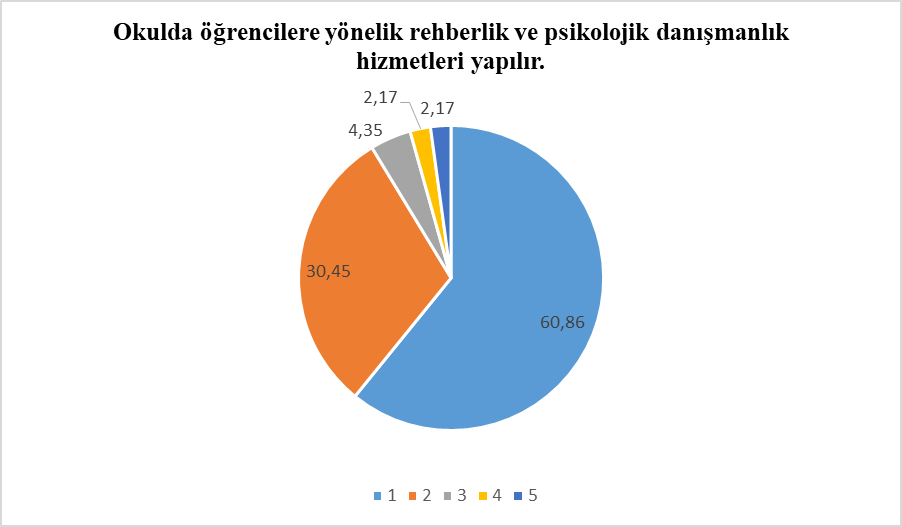 Okulda öğrencilere yönelik rehberlik ve psikolojik danışmanlık
hizmetleri yapılır.
2,17
2,17
4,35
30,45
60,86
1 2 3 4 5